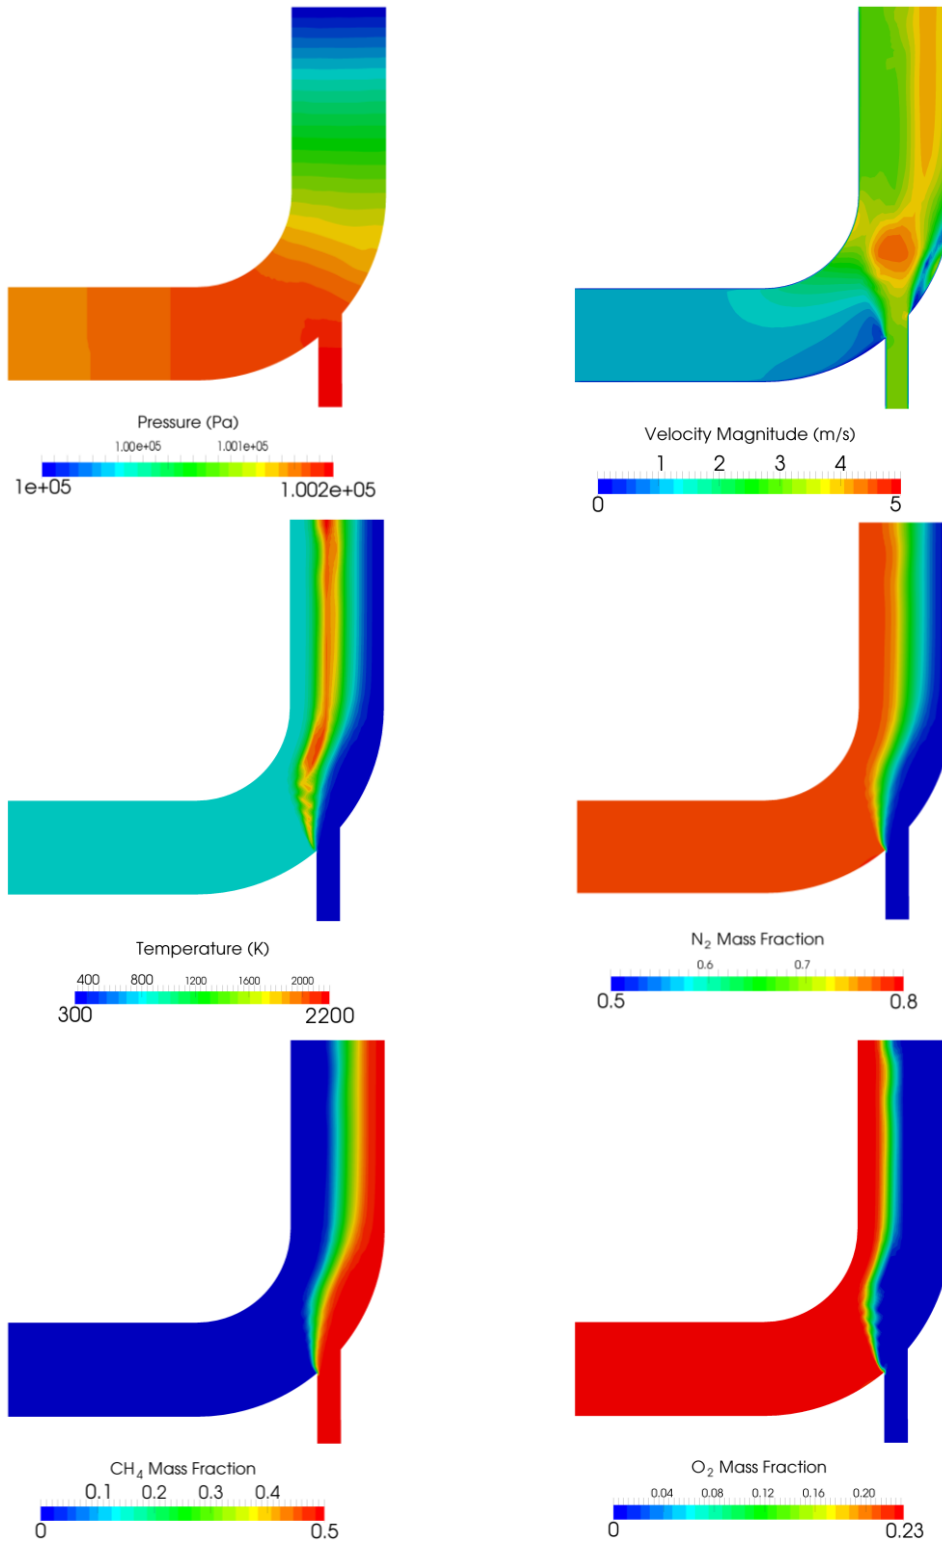 Pressure (Pa)
1.00e+05 1.001e+05
1e+05 1.002e+05
Velocity Magnitude (m/s)
1 2 3 4
0 5
Temperature (K)
400 800 1200 1600 2000
300 2200
N₂ Mass Fraction
0.6 0.7
0.5 0.8
CH₄ Mass Fraction
0.1 0.2 0.3 0.4
0 0.5
O₂ Mass Fraction
0.04 0.08 0.12 0.16 0.20
0 0.23